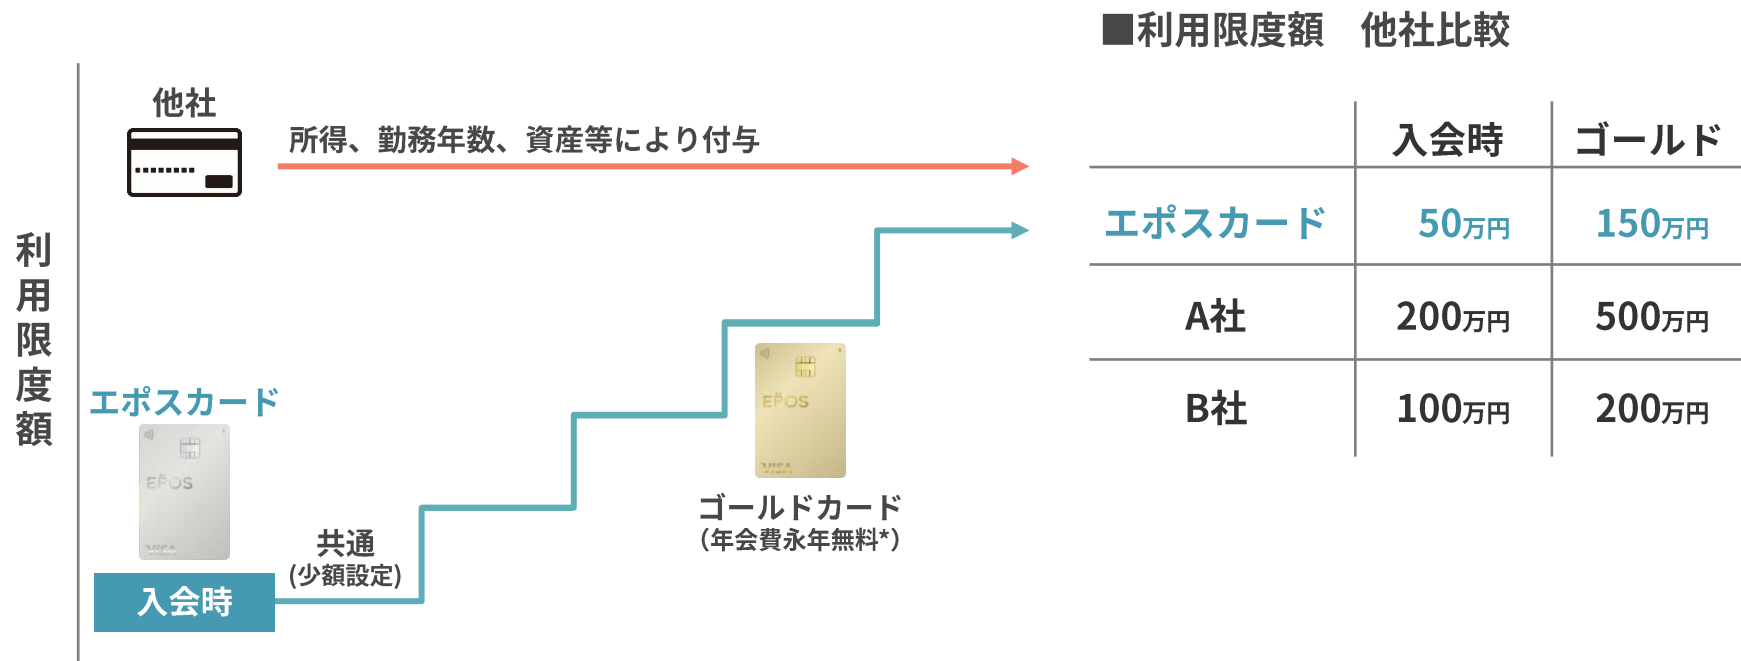 ■利用限度額　他社比較
他社
所得、勤務年数、資産等により付与
利用限度額
エポスカード
EPOS
VISA
入会時
共通
(少額設定)
EPOS
VISA
ゴールドカード
（年会費永年無料*）
入会時 ゴールド
エポスカード 50万円 150万円
A社 200万円 500万円
B社 100万円 200万円